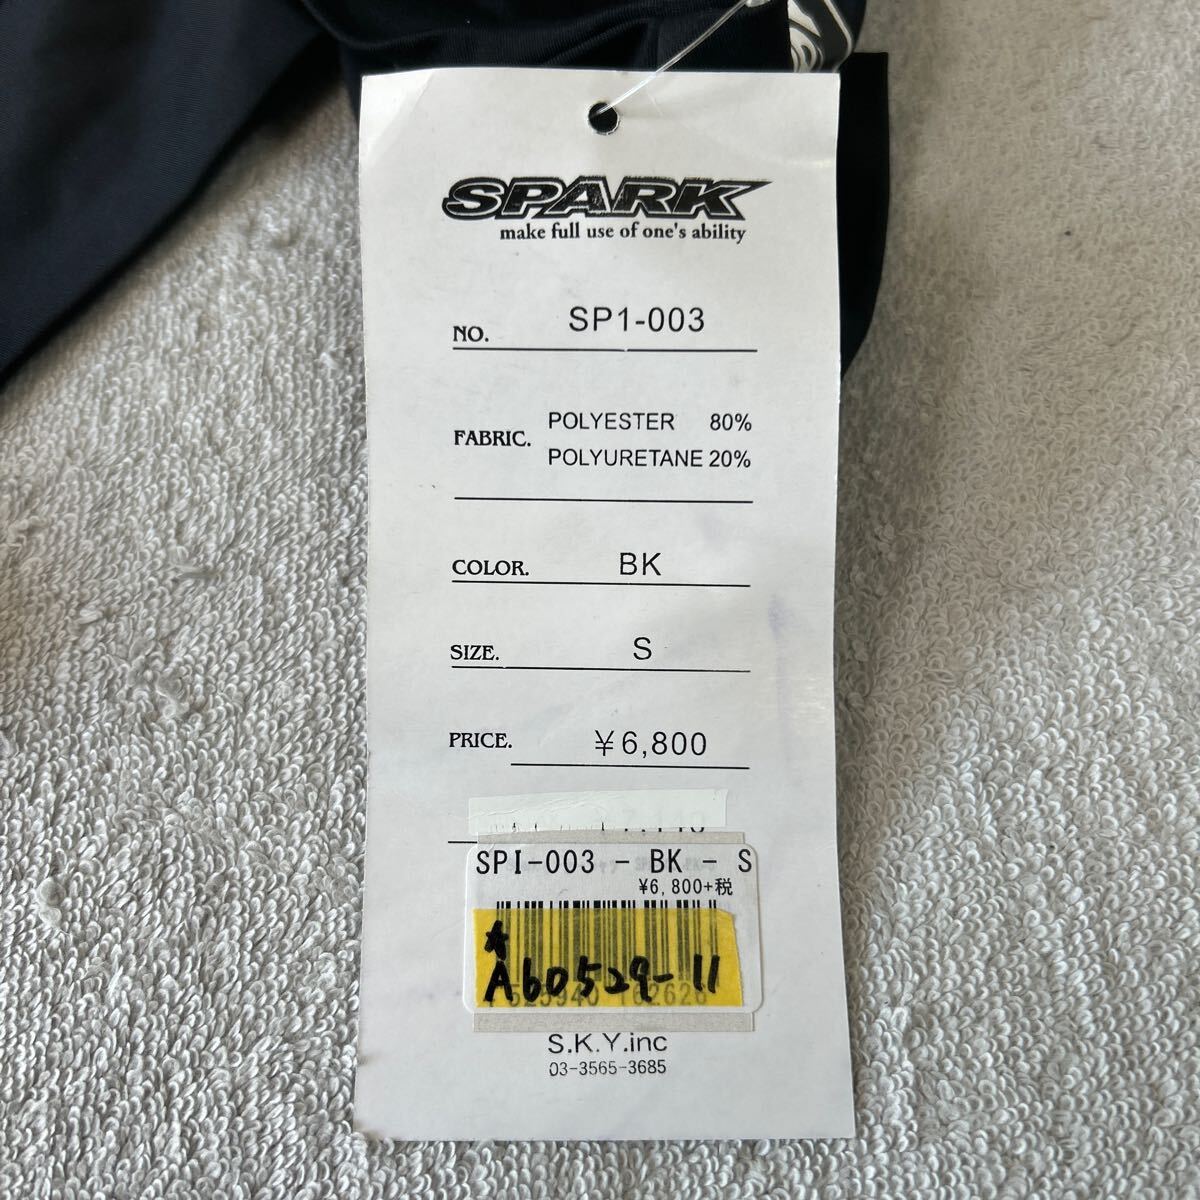 SPARK
make full use of one's ability
NO. SP1-003
FABRIC. POLYESTER 80%
POLYURETANE 20%
COLOR. BK
SIZE. S
PRICE. ￥6,800
SPI-003 - BK - S
¥6,800+税
☆
A60529-11
S.K.Y.inc
03-3565-3685